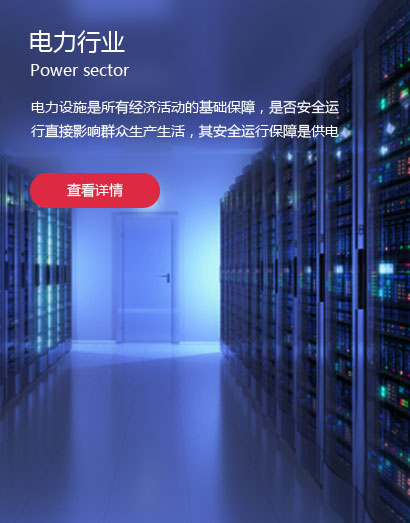 电力行业
Power sector
电力设施是所有经济活动的基础保障，是否安全运
行直接影响群众生产生活，其安全运行保障是供电
查看详情